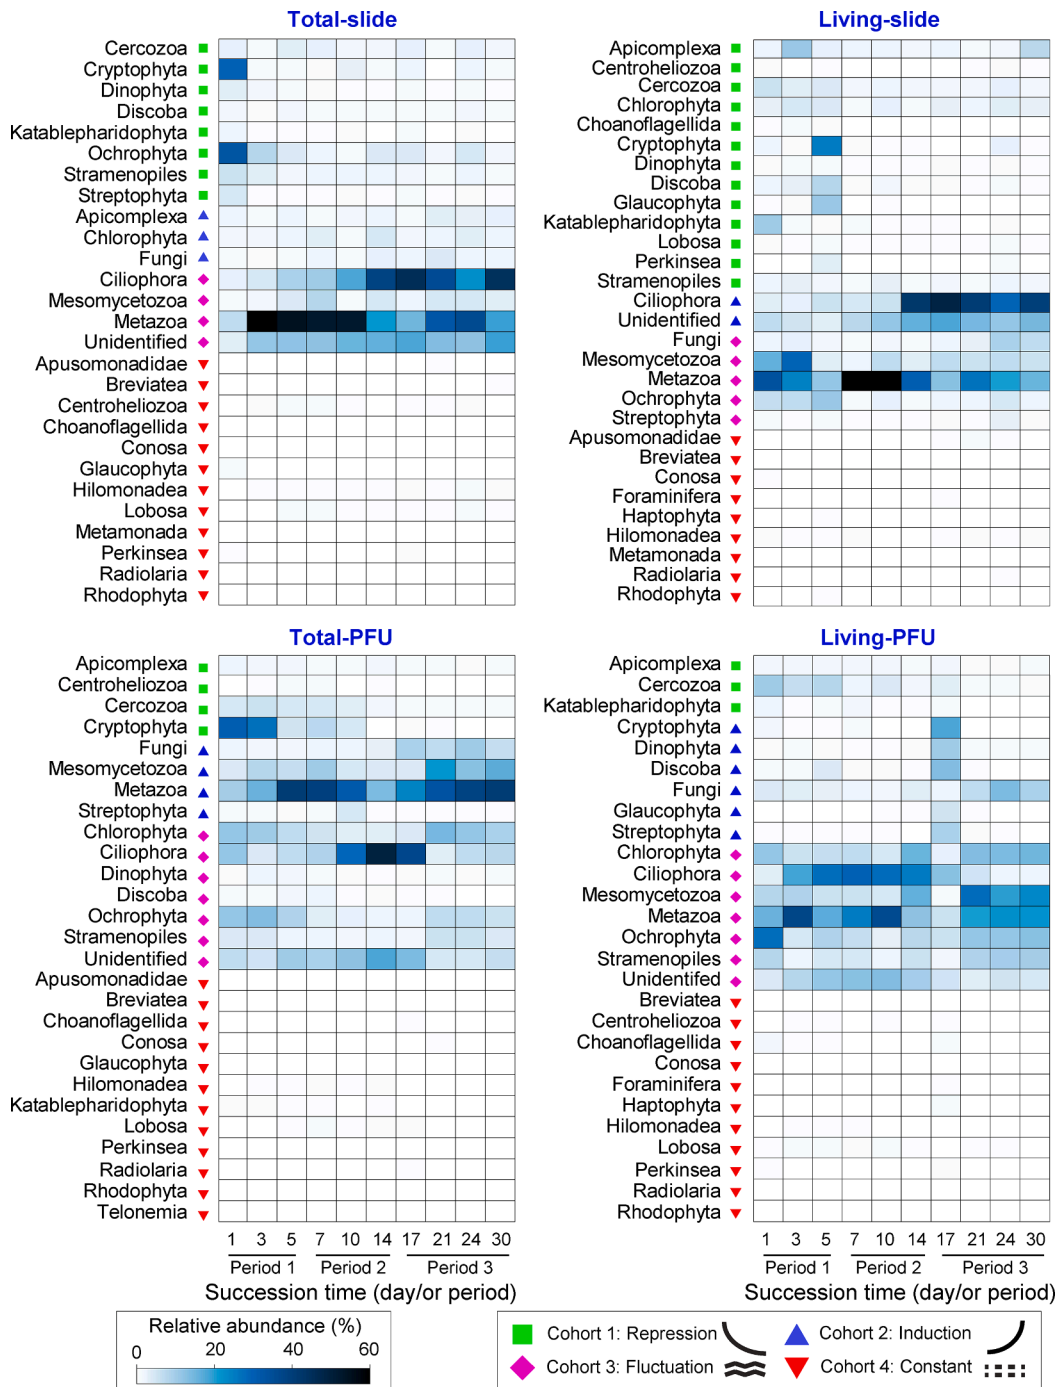 Total-slide
Cercozoa
Cryptophyta
Dinophyta
Discoba
Katablepharidophyta
Ochrophyta
Stramenopiles
Streptophyta
Apicomplexa
Chlorophyta
Fungi
Ciliophora
Mesomycetozoa
Metazoa
Unidentified
Apusomonadidae
Breviatea
Centroheliozoa
Choanoflagellida
Conosa
Glaucophyta
Hilomonadea
Lobosa
Metamonada
Perkinsea
Radiolaria
Rhodophyta
Living-slide
Apicomplexa
Centroheliozoa
Cercozoa
Chlorophyta
Choanoflagellida
Cryptophyta
Dinophyta
Discoba
Glaucophyta
Katablepharidophyta
Lobosa
Perkinsea
Stramenopiles
Ciliophora
Unidentified
Fungi
Mesomycetozoa
Metazoa
Ochrophyta
Streptophyta
Apusomonadidae
Breviatea
Conosa
Foraminifera
Haptophyta
Hilomonadea
Metamonada
Radiolaria
Rhodophyta
Total-PFU
Apicomplexa
Centroheliozoa
Cercozoa
Cryptophyta
Fungi
Mesomycetozoa
Metazoa
Streptophyta
Chlorophyta
Ciliophora
Dinophyta
Discoba
Ochrophyta
Stramenopiles
Unidentified
Apusomonadidae
Breviatea
Choanoflagellida
Conosa
Glaucophyta
Hilomonadea
Katablepharidophyta
Lobosa
Perkinsea
Radiolaria
Rhodophyta
Telonemia
1 3 5 7 10 14 17 21 24 30
Period 1 Period 2 Period 3
Succession time (day/or period)
Living-PFU
Apicomplexa
Cercozoa
Katablepharidophyta
Cryptophyta
Dinophyta
Discoba
Fungi
Glaucophyta
Streptophyta
Chlorophyta
Ciliophora
Mesomycetozoa
Metazoa
Ochrophyta
Stramenopiles
Unidentifed
Breviatea
Centroheliozoa
Choanoflagellida
Conosa
Foraminifera
Haptophyta
Hilomonadea
Lobosa
Perkinsea
Radiolaria
Rhodophyta
1 3 5 7 10 14 17 21 24 30
Period 1 Period 2 Period 3
Succession time (day/or period)
Relative abundance (%)
0 20 40 60
Cohort 1: Repression
Cohort 2: Induction
Cohort 3: Fluctuation
Cohort 4: Constant